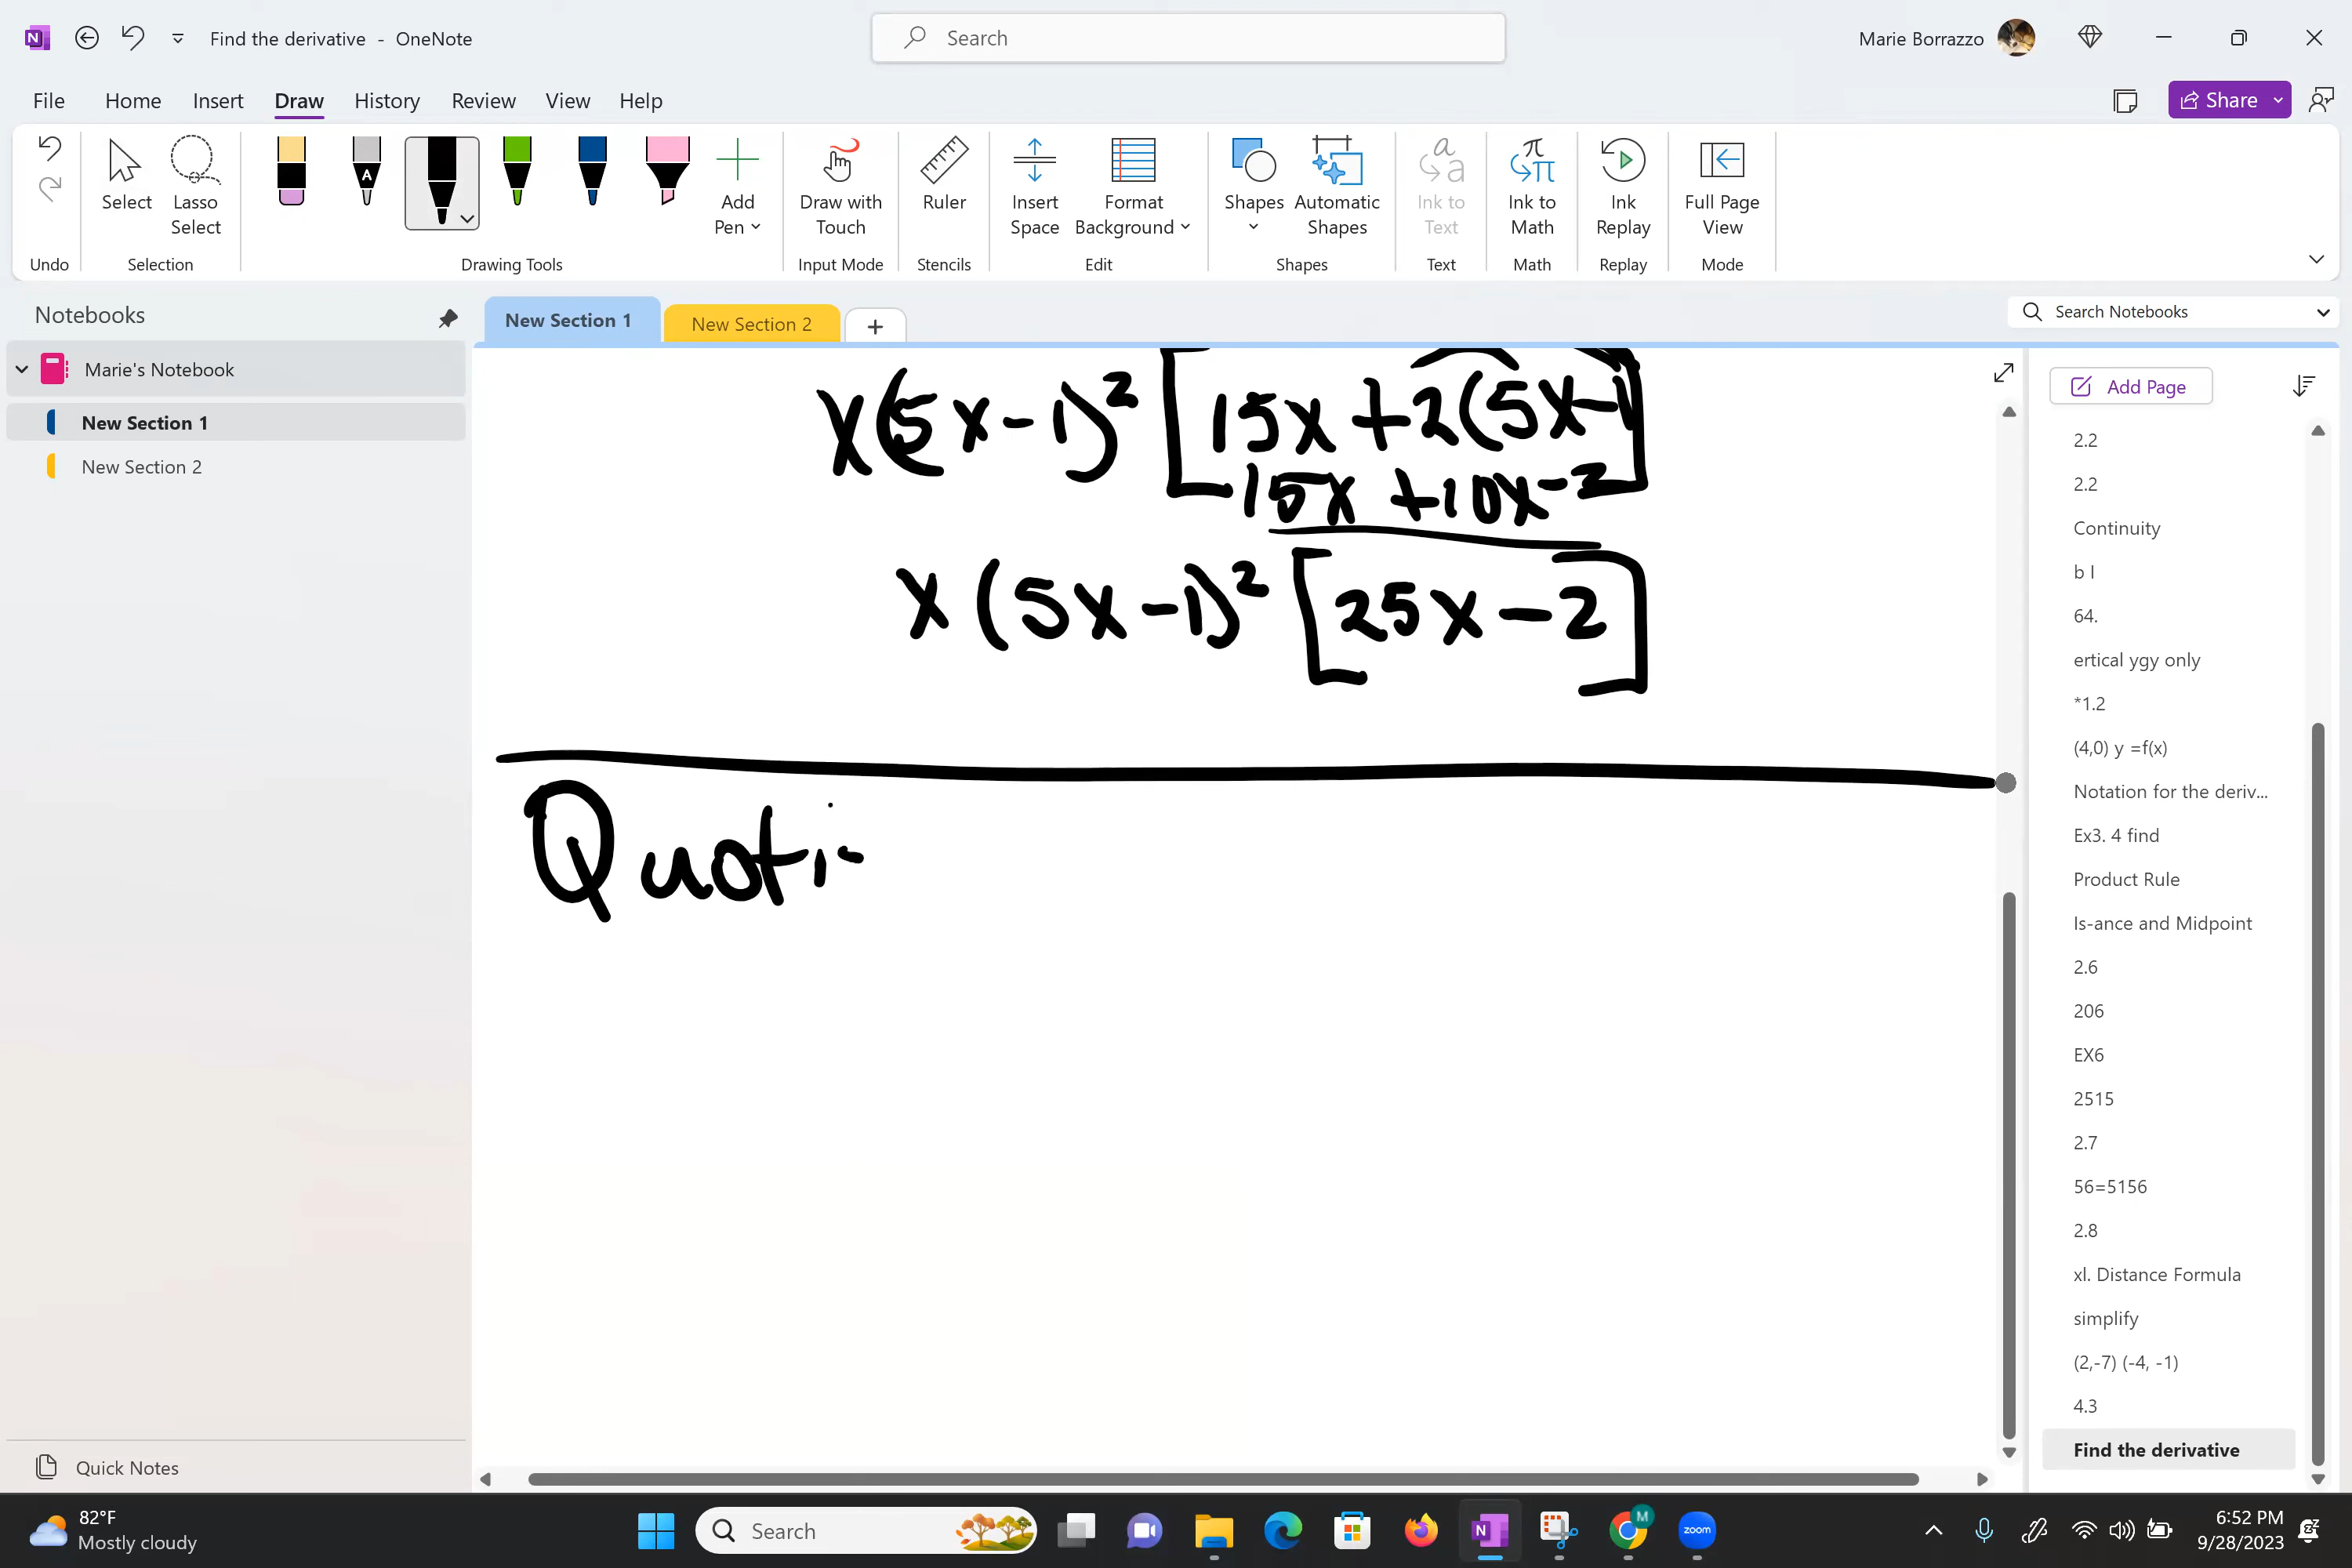 Find the derivative - OneNote
Search
Marie Borrazzo
File Home Insert Draw History Review View Help
Share
Select
Lasso Select
Add Pen
Draw with Touch
Ruler
Insert Space
Format Background
Shapes
Automatic Shapes
Ink to Text
Ink to Math
Ink Replay
Full Page View
Undo Selection Drawing Tools Input Mode Stencils Edit Shapes Text Math Replay Mode
Notebooks
Marie's Notebook
New Section 1
New Section 2
Quick Notes
New Section 1 New Section 2 +
Search Notebooks
x(5x-1)² [15x+2(5x-1)]
15x +10x-2
x(5x-1)² [25x-2]
Quoti
Add Page
2.2
2.2
Continuity
b I
64.
ertical ygy only
*1.2
(4,0) y =f(x)
Notation for the deriv...
Ex3. 4 find
Product Rule
Is-ance and Midpoint
2.6
206
EX6
2515
2.7
56=5156
2.8
xl. Distance Formula
simplify
(2,-7) (-4, -1)
4.3
Find the derivative
82°F
Mostly cloudy
Search
zoom
6:52 PM
9/28/2023